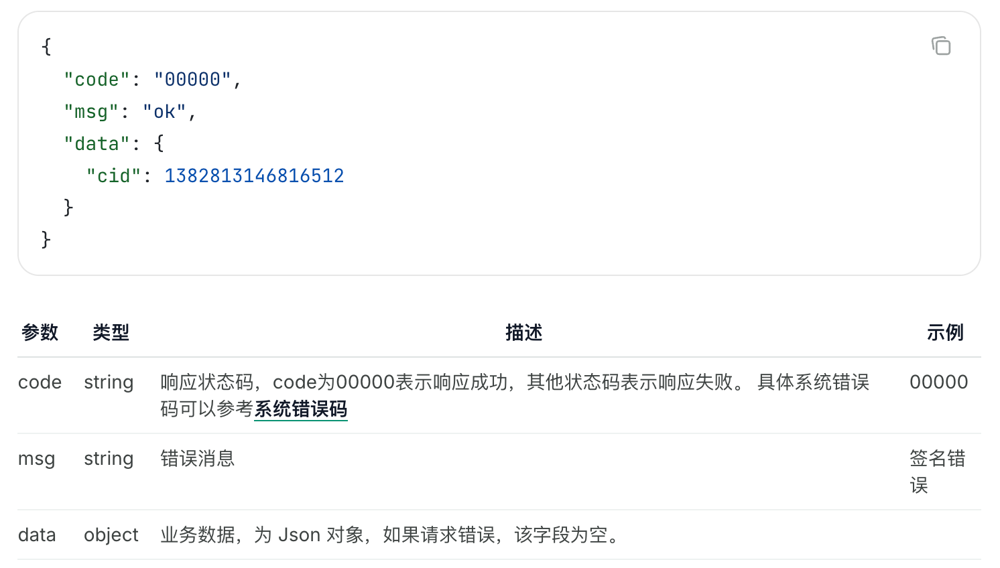 {
  "code": "00000",
  "msg": "ok",
  "data": {
    "cid": 1382813146816512
  }
}
参数 类型 描述 示例
code string 响应状态码，code为00000表示响应成功，其他状态码表示响应失败。 具体系统错误 00000
码可以参考系统错误码
msg string 错误消息 签名错
误
data object 业务数据，为 Json 对象，如果请求错误，该字段为空。